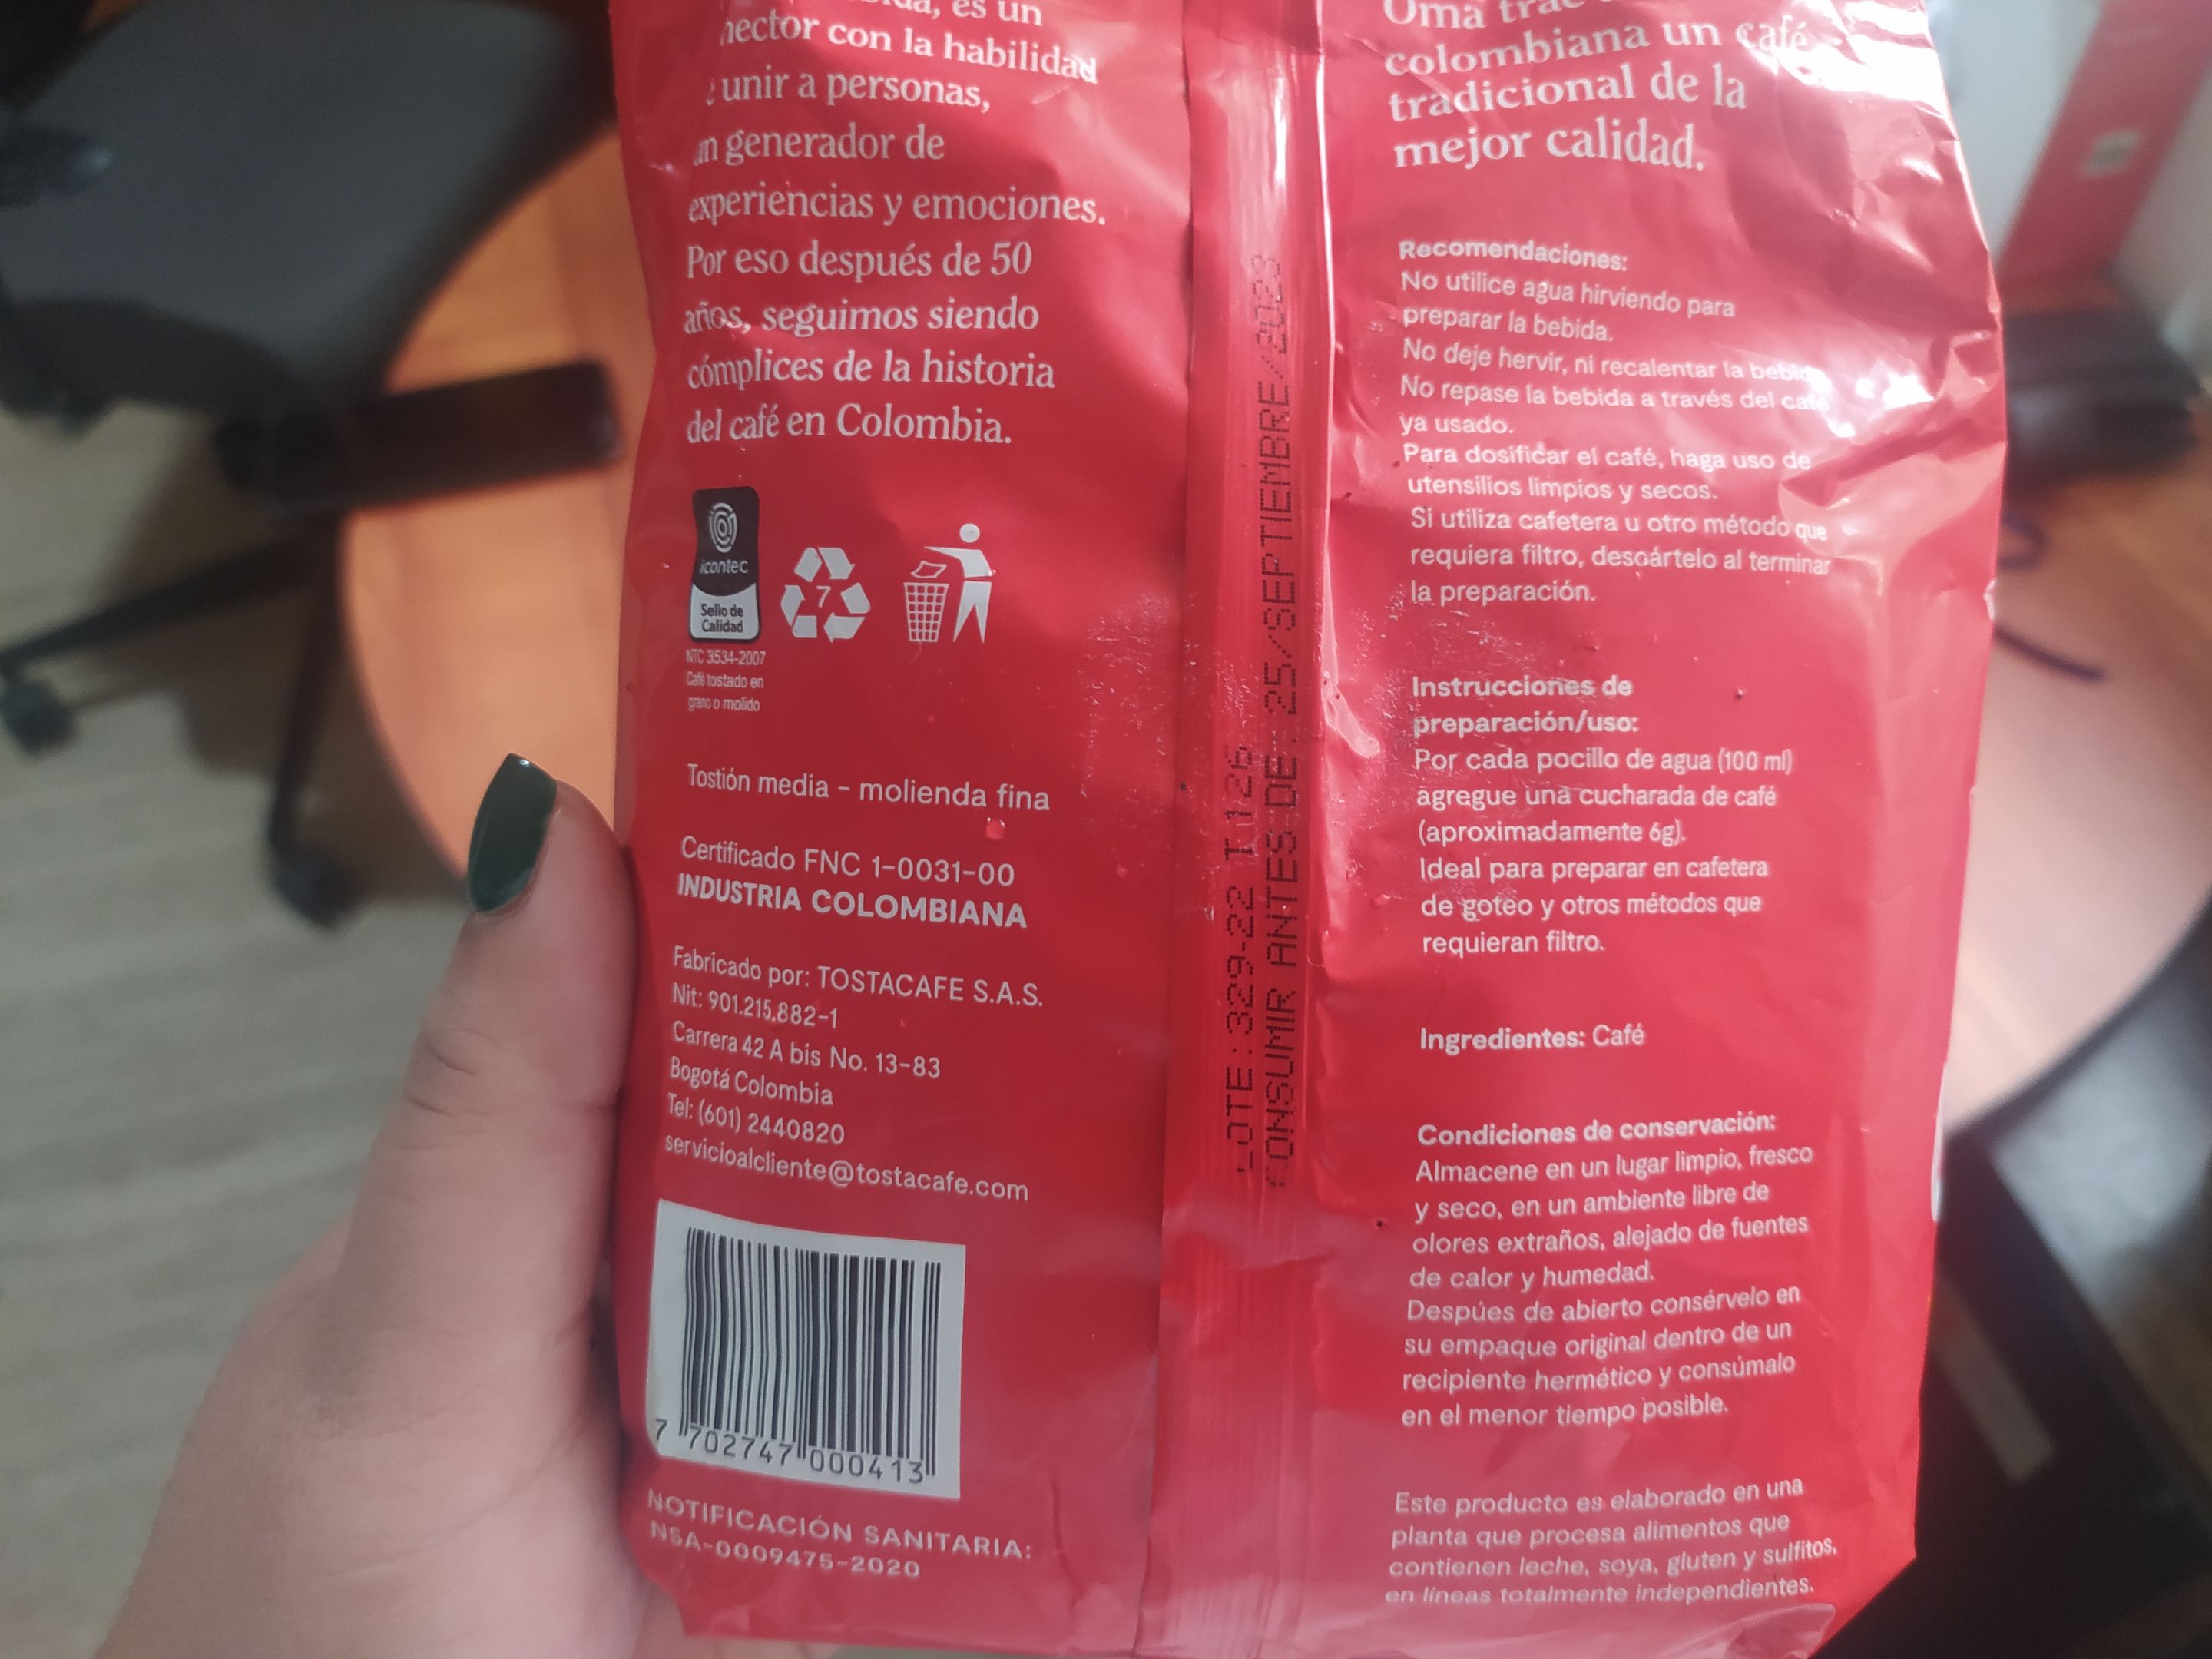 es un
con la habilidad
unir a personas,
generador de
experiencias y emociones.
Por eso después de 50
años, seguimos siendo
cómplices de la historia
del café en Colombia.
icontec
Sello de
Calidad
7
NTC 3534-2007
Café tostado en
grano o molido
Tostión media - molienda fina
Certificado FNC 1-0031-00
INDUSTRIA COLOMBIANA
Fabricado por: TOSTACAFE S.A.S.
Nit: 901.215.882-1
Carrera 42 A bis No. 13-83
Bogotá Colombia
Tel: (601) 2440820
servicioalcliente@tostacafe.com
7 702747 000413
NOTIFICACIÓN SANITARIA:
NSA-0009475-2020
LOTE: 329-22 T1126
CONSUMIR ANTES DE: 25/SEPTIEMBRE/2023
Oma
colombiana un café
tradicional de la
mejor calidad.
Recomendaciones:
No utilice agua hirviendo para
preparar la bebida.
No deje hervir, ni recalentar la
No repase la bebida a través del café
ya usado.
Para dosificar el café, haga uso de
utensilios limpios y secos.
Si utiliza cafetera u otro método que
requiera filtro, descártelo al terminar
la preparación.
Instrucciones de
preparación/uso:
Por cada pocillo de agua (100 ml)
agregue una cucharada de café
(aproximadamente 6g).
Ideal para preparar en cafetera
de goteo y otros métodos que
requieran filtro.
Ingredientes: Café
Condiciones de conservación:
Almacene en un lugar limpio, fresco
y seco, en un ambiente libre de
olores extraños, alejado de fuentes
de calor y humedad.
Despúes de abierto consérvelo en
su empaque original dentro de un
recipiente hermético y consúmalo
en el menor tiempo posible.
Este producto es elaborado en una
planta que procesa alimentos que
contienen leche, soya, gluten y sulfitos,
en líneas totalmente independientes.